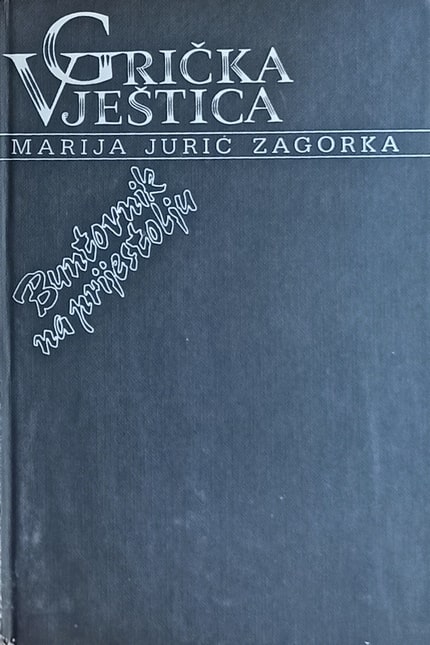 GRIČKA
VJEŠTICA
MARIJA JURIĆ ZAGORKA
Buntovnik
na prijestolju